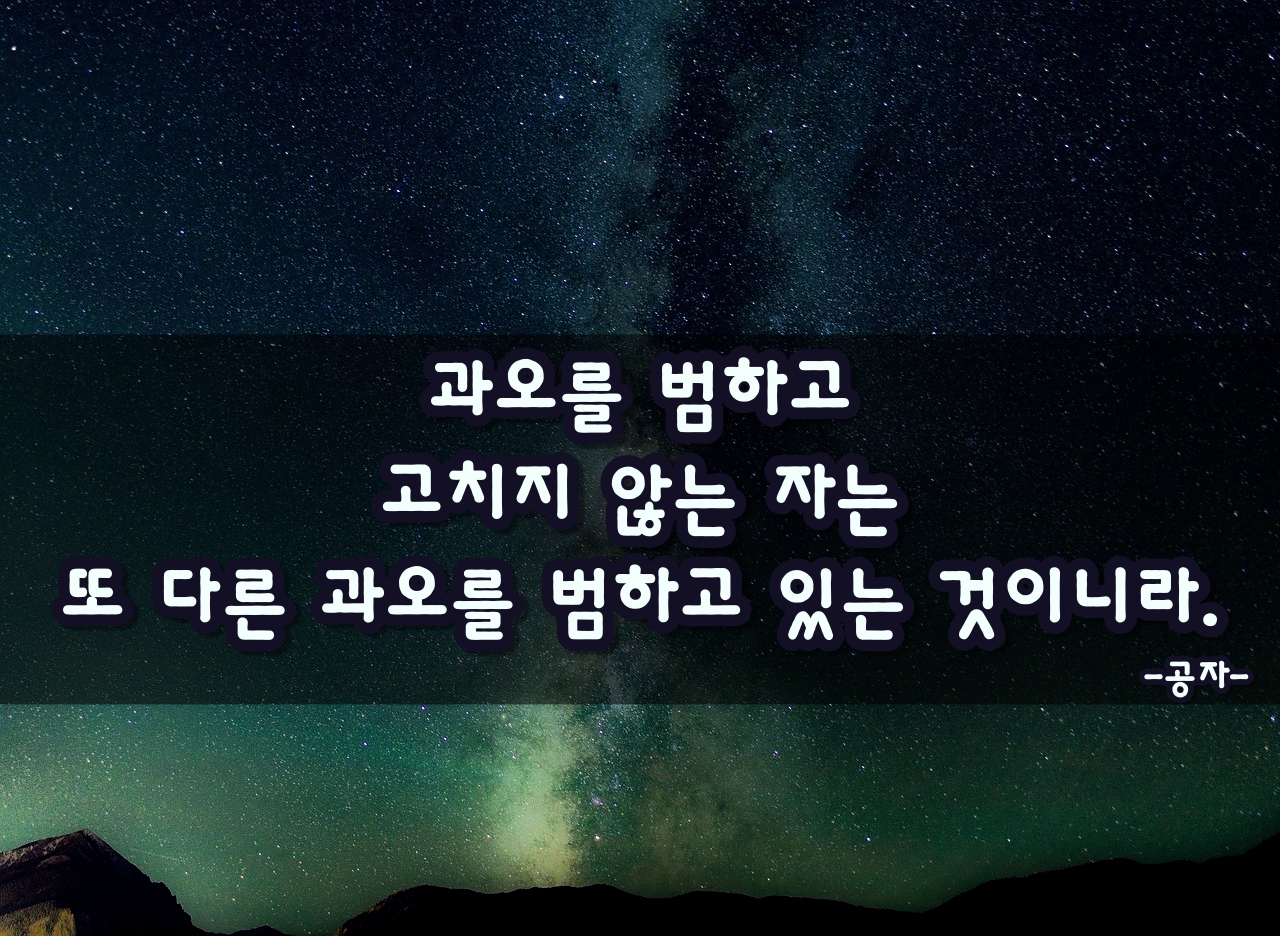 과오를 범하고
고치지 않는 자는
또 다른 과오를 범하고 있는 것이니라.
-공자-